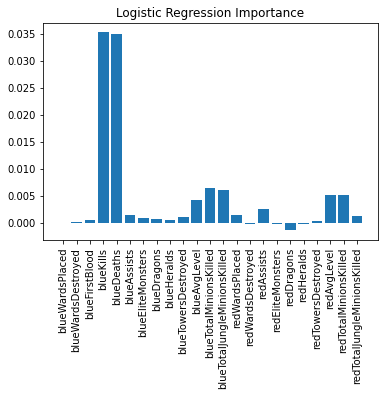 Logistic Regression Importance
0.035
0.030
0.025
0.020
0.015
0.010
0.005
0.000
blueWardsPlaced
blueWardsDestroyed
blueFirstBlood
blueKills
blueDeaths
blueAssists
blueEliteMonsters
blueDragons
blueHeralds
blueTowersDestroyed
blueAvgLevel
blueTotalMinionsKilled
blueTotalJungleMinionsKilled
redWardsPlaced
redWardsDestroyed
redAssists
redEliteMonsters
redDragons
redHeralds
redTowersDestroyed
redAvgLevel
redTotalMinionsKilled
redTotalJungleMinionsKilled